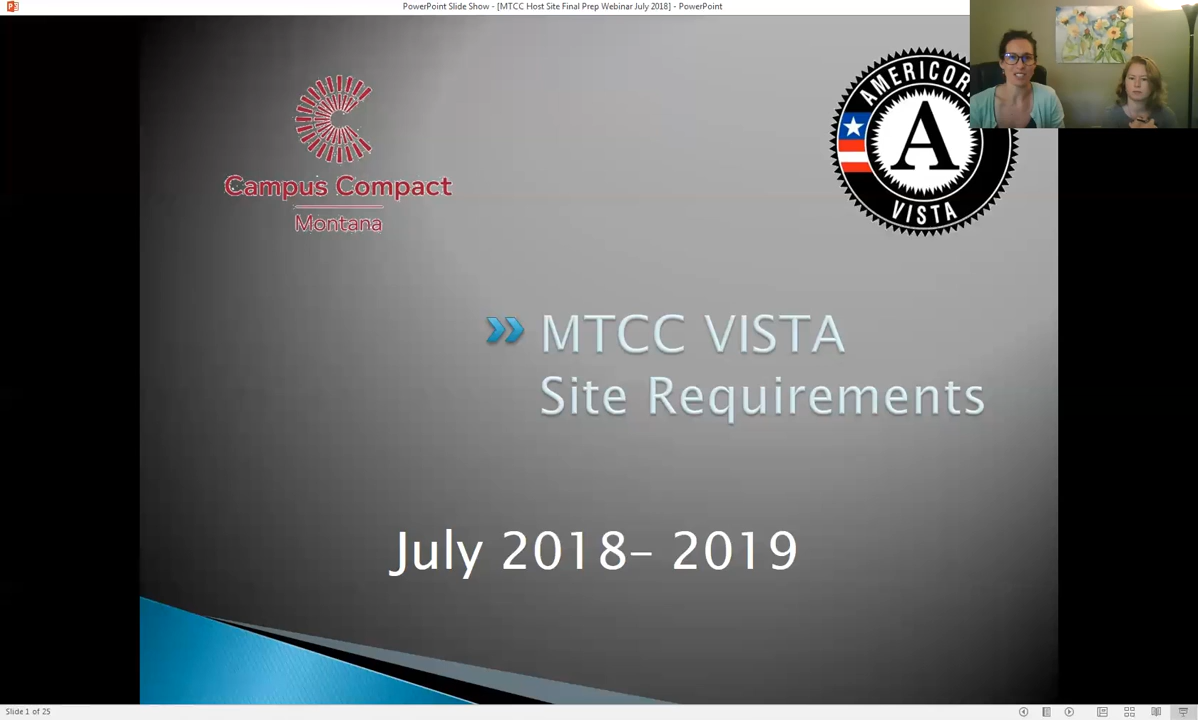 PowerPoint Slide Show - [MTCC Host Site Final Prep Webinar July 2018] - PowerPoint
Campus Compact
Montana
A
VISTA
MTCC VISTA
Site Requirements
July 2018– 2019
Slide 1 of 25